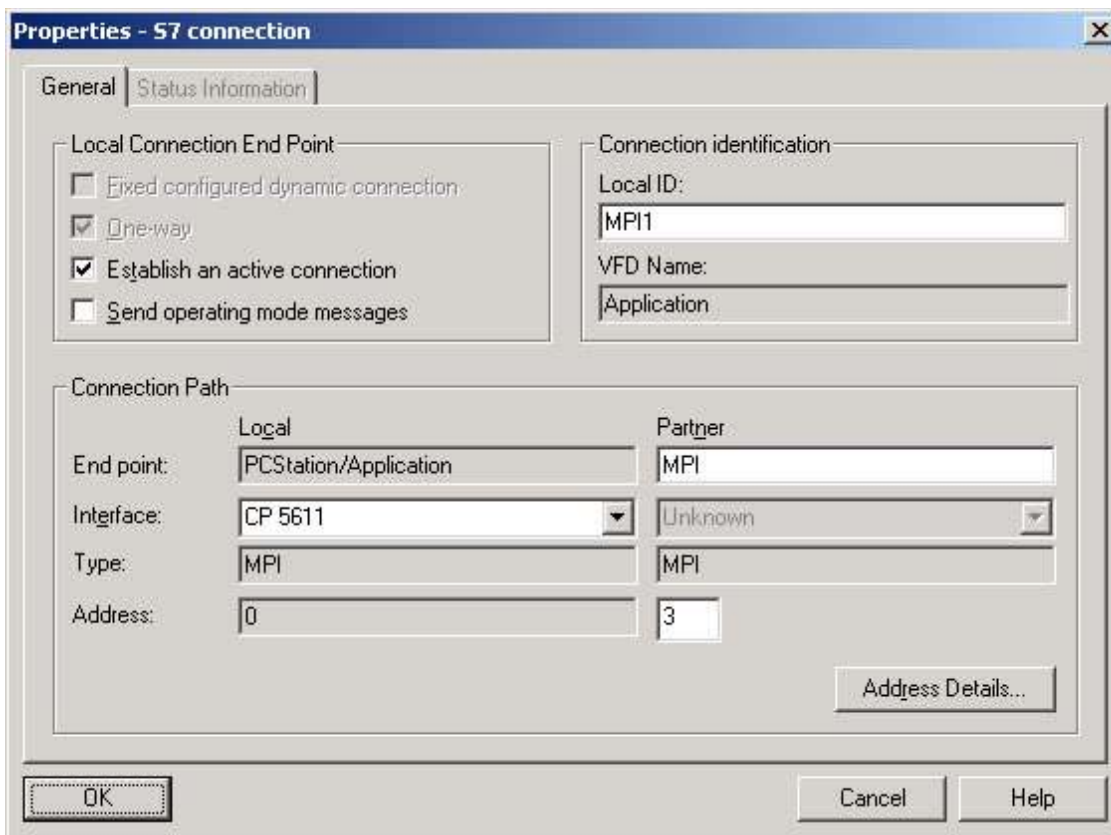 Properties - S7 connection
General
Status Information
Local Connection End Point
Fixed configured dynamic connection
One-way
Establish an active connection
Send operating mode messages
Connection identification
Local ID:
MPI1
VFD Name:
Application
Connection Path
Local Partner
End point: PCStation/Application MPI
Interface: CP 5611 Unknown
Type: MPI MPI
Address: 0 3
Address Details...
OK Cancel Help